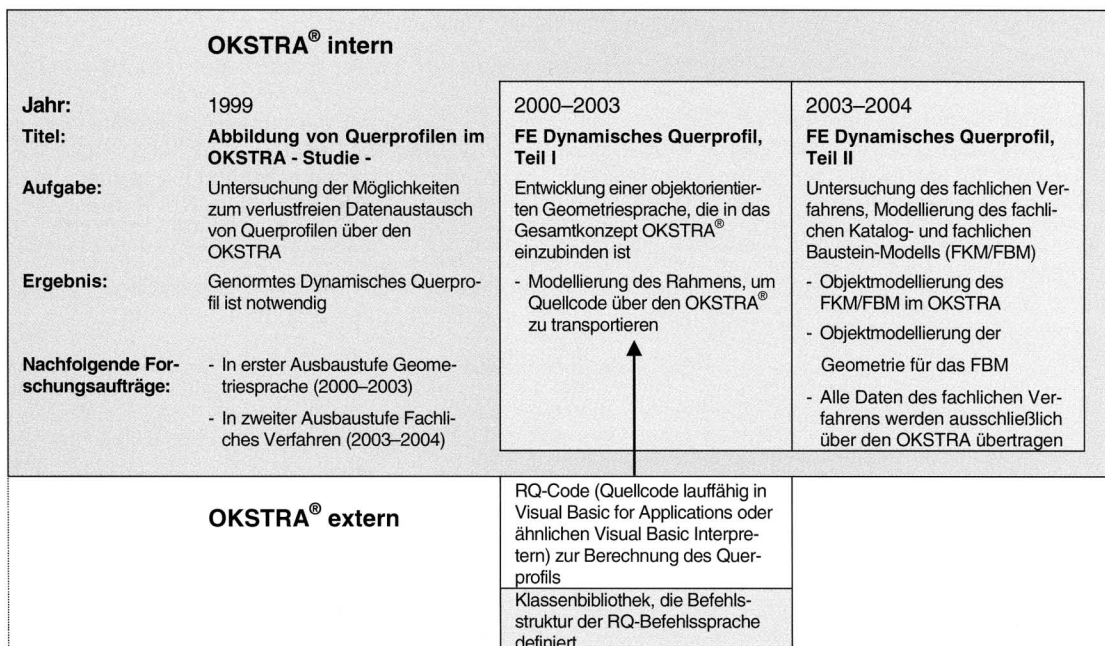 OKSTRA® intern
Jahr:
1999
2000–2003
2003–2004
Titel:
Abbildung von Querprofilen im
OKSTRA - Studie -
FE Dynamisches Querprofil,
Teil I
FE Dynamisches Querprofil,
Teil II
Aufgabe:
Untersuchung der Möglichkeiten
zum verlustfreien Datenaustausch
von Querprofilen über den
OKSTRA
Entwicklung einer objektorientier-
ten Geometriesprache, die in das
Gesamtkonzept OKSTRA®
einzubinden ist
Untersuchung des fachlichen Ver-
fahrens, Modellierung des fachli-
chen Katalog- und fachlichen
Baustein-Modells (FKM/FBM)
Ergebnis:
Genormtes Dynamisches Querpro-
fil ist notwendig
- Modellierung des Rahmens, um
Quellcode über den OKSTRA®
zu transportieren
- Objektmodellierung des
FKM/FBM im OKSTRA
- Objektmodellierung der
Geometrie für das FBM
- Alle Daten des fachlichen Ver-
fahrens werden ausschließlich
über den OKSTRA übertragen
Nachfolgende For-
schungsaufträge:
- In erster Ausbaustufe Geome-
triesprache (2000–2003)
- In zweiter Ausbaustufe Fachli-
ches Verfahren (2003–2004)
OKSTRA® extern
RQ-Code (Quellcode lauffähig in
Visual Basic for Applications oder
ähnlichen Visual Basic Interpre-
tern) zur Berechnung des Quer-
profils
Klassenbibliothek, die Befehls-
struktur der RQ-Befehlssprache
definiert